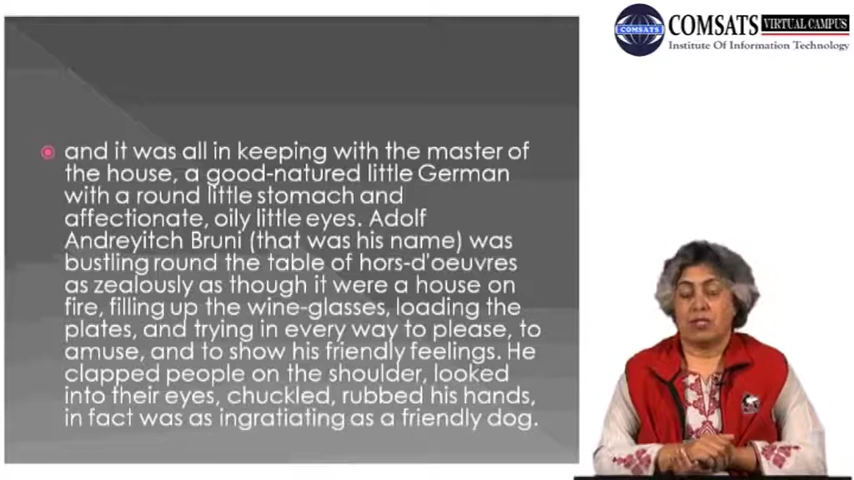 COMSATS VIRTUAL CAMPUS
Institute Of Information Technology
COMSATS
and it was all in keeping with the master of
the house, a good-natured little German
with a round little stomach and
affectionate, oily little eyes. Adolf
Andreyitch Bruni (that was his name) was
bustling round the table of hors-d'oeuvres
as zealously as though it were a house on
fire, filling up the wine-glasses, loading the
plates, and trying in every way to please, to
amuse, and to show his friendly feelings. He
clapped people on the shoulder, looked
into their eyes, chuckled, rubbed his hands,
in fact was as ingratiating as a friendly dog.